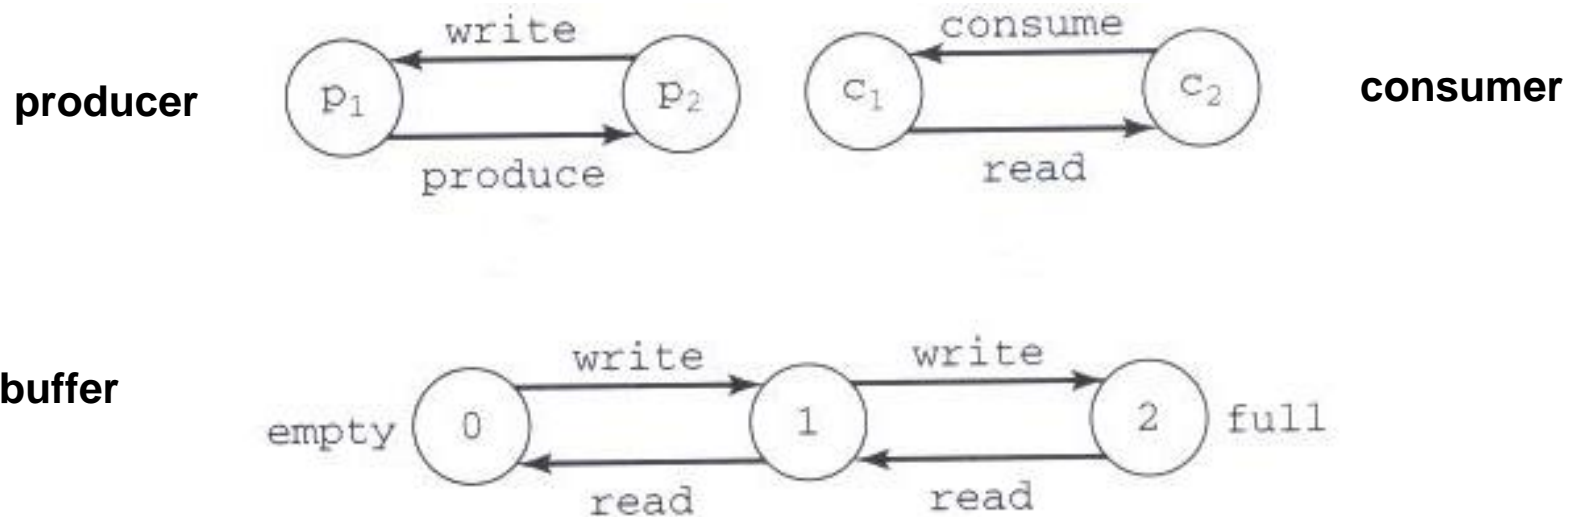 write
consume
producer
p₁
p₂
c₁
c₂
consumer
produce
read
write
write
buffer
empty
0
1
2
full
read
read